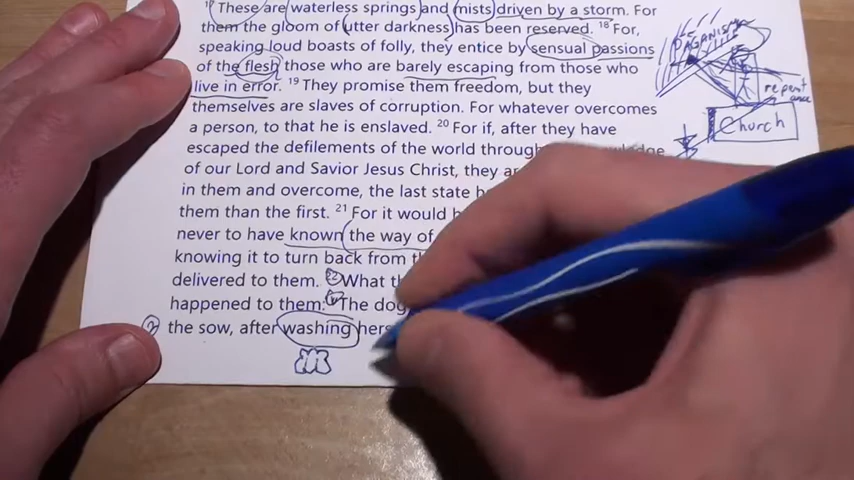 17 These are waterless springs and mists driven by a storm. For
them the gloom of utter darkness has been reserved. 18 For,
speaking loud boasts of folly, they entice by sensual passions
of the flesh those who are barely escaping from those who
live in error. 19 They promise them freedom, but they
themselves are slaves of corruption. For whatever overcomes
a person, to that he is enslaved. 20 For if, after they have
escaped the defilements of the world through
of our Lord and Savior Jesus Christ, they
in them and overcome, the last state
them than the first. 21 For it would
never to have known the way of
knowing it to turn back from
delivered to them. 22 What
happened to them: The dog
the sow, after washing
PAGANISM
repent
ance
Church